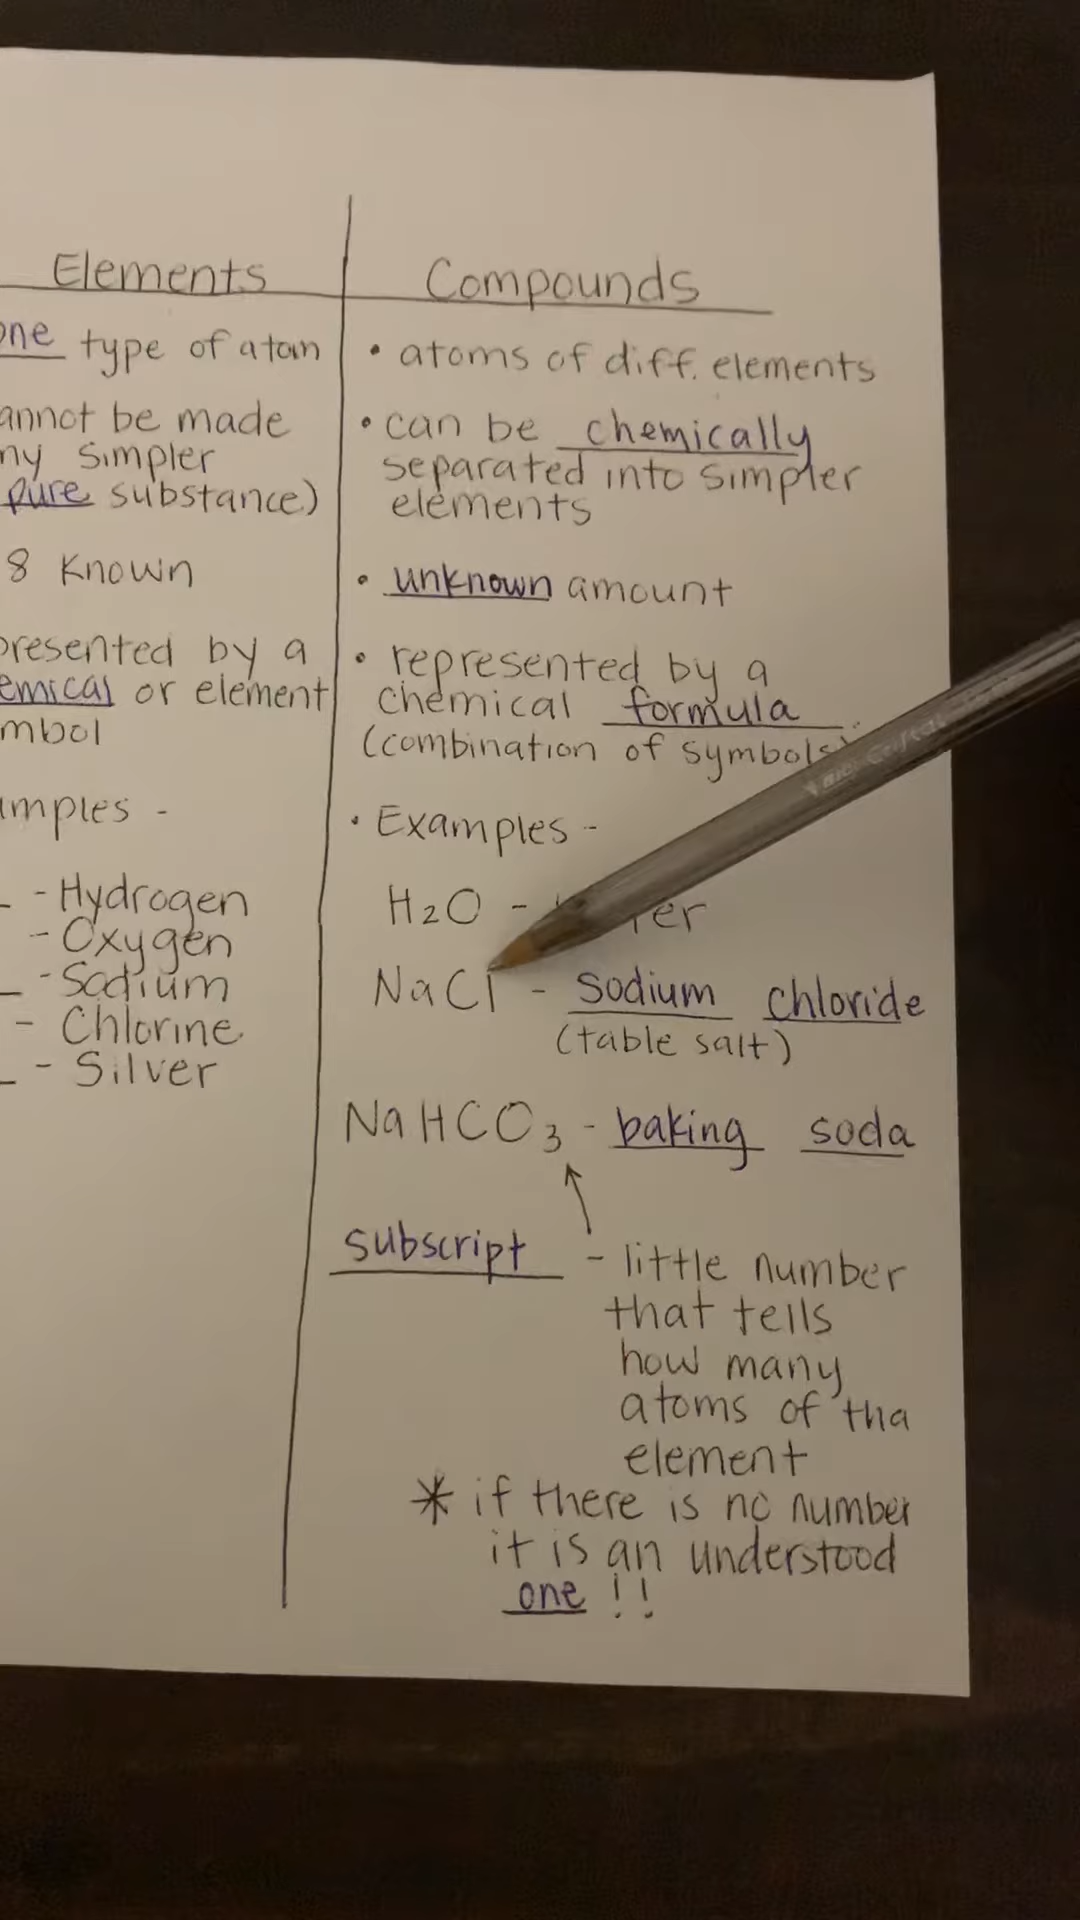 Elements
one type of atom
annot be made
ny simpler
pure substance)
8 Known
presented by a
emical or element
mbol
amples -
- Hydrogen
- Oxygen
- Sodium
- Chlorine
- Silver
Compounds
• atoms of diff. elements
• can be chemically
separated into simpler
elements
• unknown amount
• represented by a
chemical formula
(combination of symbols)
• Examples -
H2O -
NaCl - sodium chloride
(table salt)
NaHCO3 - baking soda
subscript - little number
that tells
how many
atoms of tha
element
* if there is no number
it is an understood
one !!